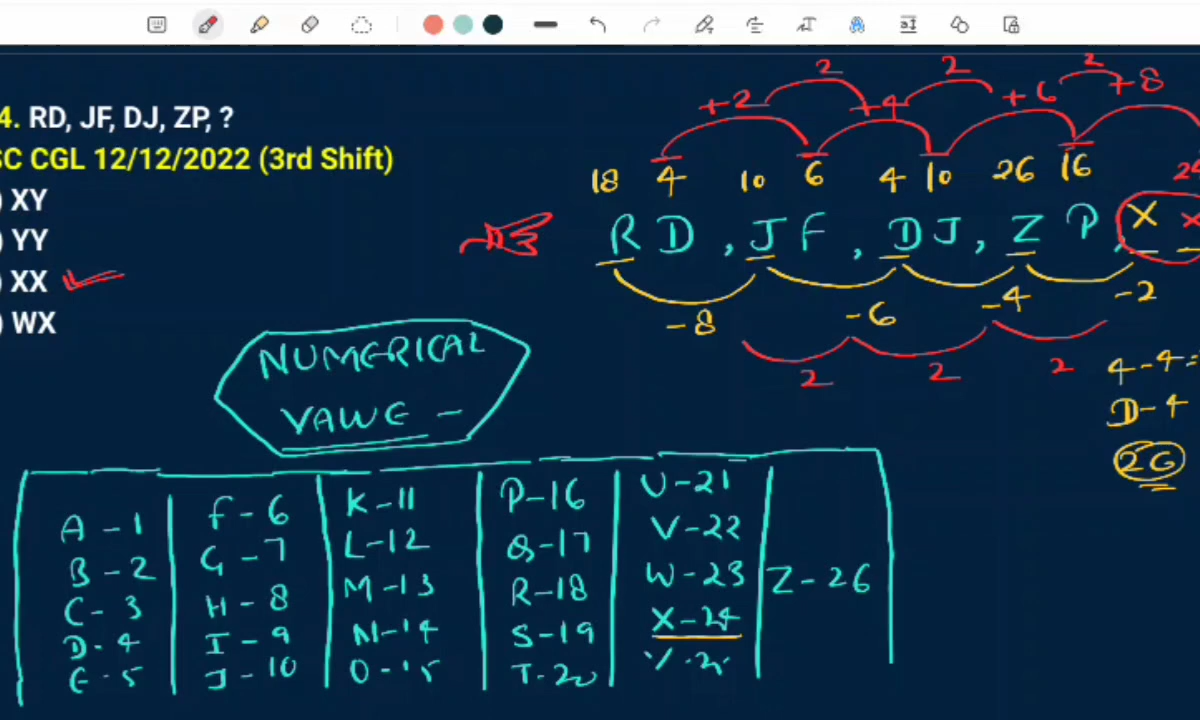 4. RD, JF, DJ, ZP, ?
SC CGL 12/12/2022 (3rd Shift)
) XY
) YY
) XX
) WX
2 2 2
+2 +4 +6 +8
18 4 10 6 4 10 26 16 24
R D , J F , D J , Z P , X X
-8 -6 -4 -2
2 2 2
4-4=
D-4
26
NUMERICAL
VALUE -
A-1 F-6 K-11 P-16 U-21
B-2 G-7 L-12 Q-17 V-22
C-3 H-8 M-13 R-18 W-23 Z-26
D-4 I-9 N-14 S-19 X-24
E-5 J-10 O-15 T-20 Y-25